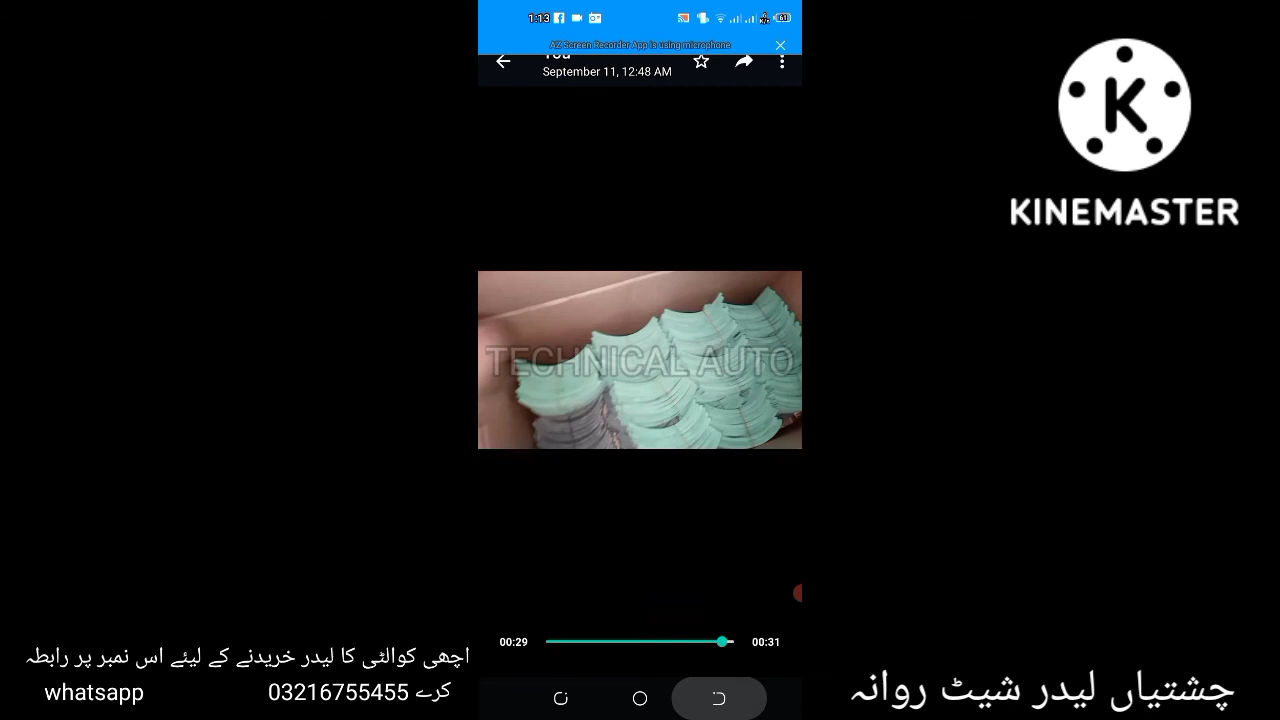 1:13
61
AZ Screen Recorder App is using microphone
You
September 11, 12:48 AM
K
KINEMASTER
TECHNICAL AUTO
00:29
00:31
اچھی کوالٹی کا لیدر خریدنے کے لیئے اس نمبر پر رابطہ
کرے 03216755455 whatsapp
چشتیاں لیدر شیٹ روانہ